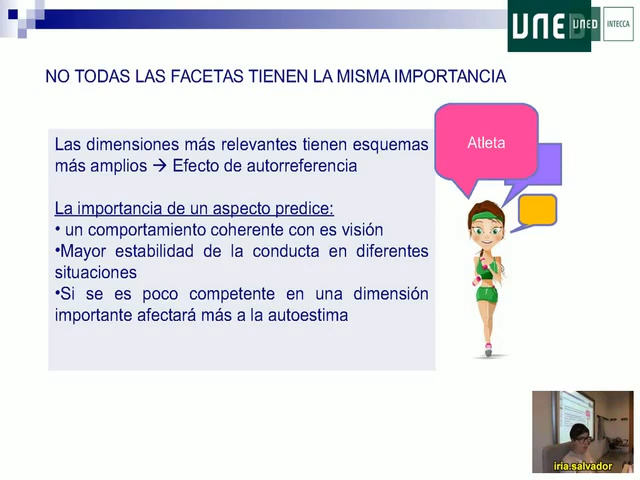 UNED
UNED
INTECCA
NO TODAS LAS FACETAS TIENEN LA MISMA IMPORTANCIA
Atleta
Las dimensiones más relevantes tienen esquemas
más amplios → Efecto de autorreferencia
La importancia de un aspecto predice:
• un comportamiento coherente con es visión
•Mayor estabilidad de la conducta en diferentes
situaciones
•Si se es poco competente en una dimensión
importante afectará más a la autoestima
iria.salvador